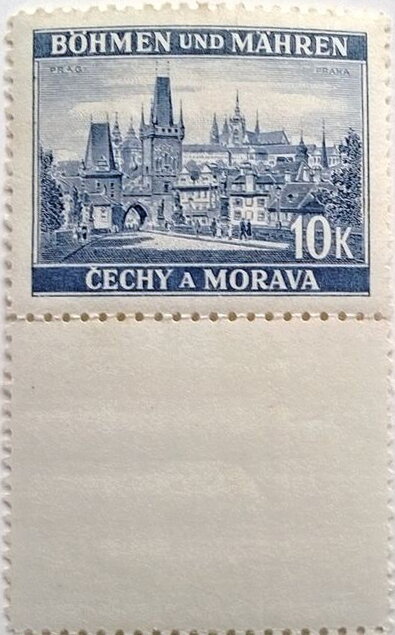 BÖHMEN UND MÄHREN
PRAG PRAHA
10K
ČECHY A MORAVA